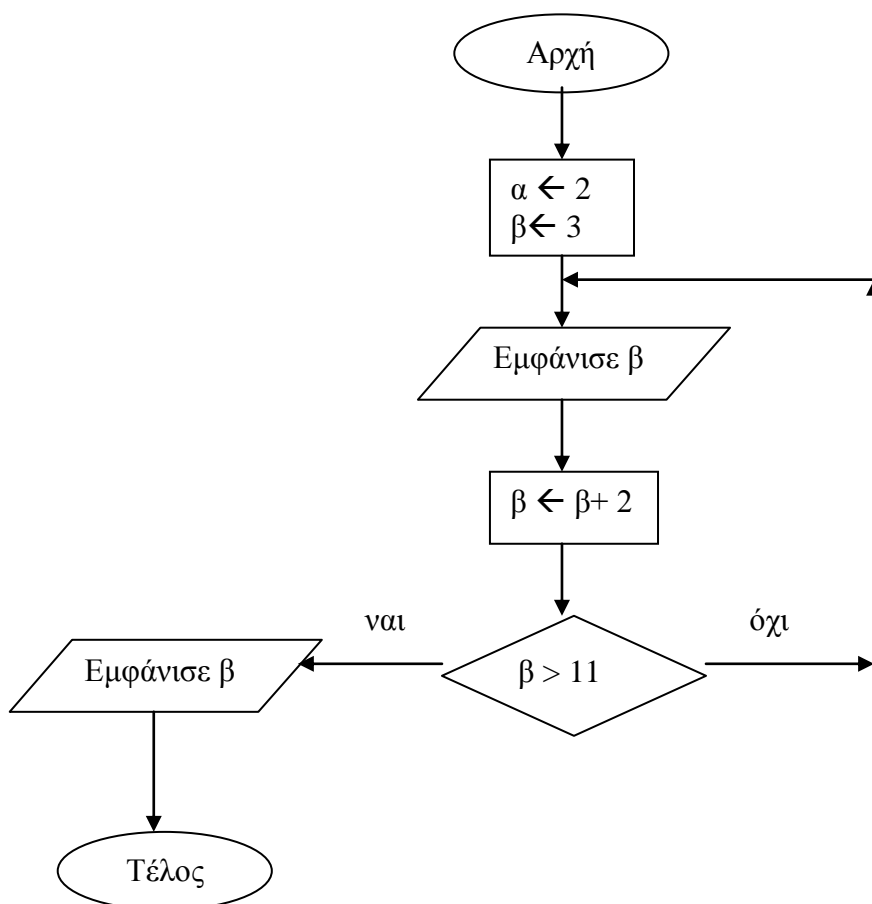 Αρχή
α ← 2
β← 3
Εμφάνισε β
β ← β+ 2
ναι
όχι
Εμφάνισε β
β > 11
Τέλος